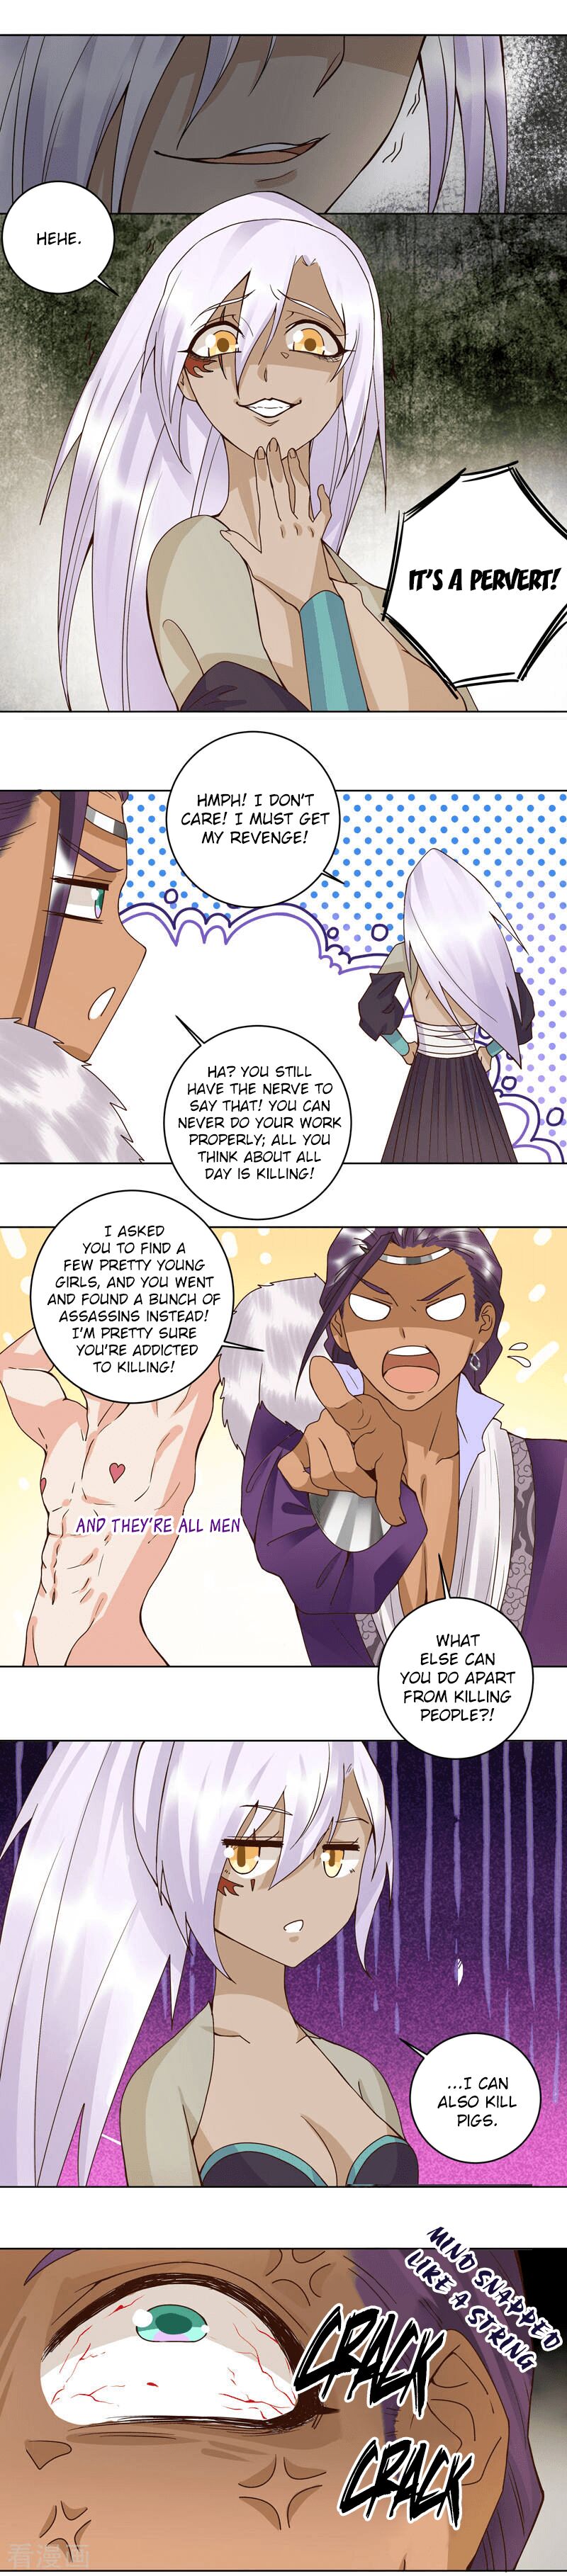 HEHE.
IT'S A PERVERT!
HMPH! I DON'T
CARE! I MUST GET
MY REVENGE!
HA? YOU STILL
HAVE THE NERVE TO
SAY THAT! YOU CAN
NEVER DO YOUR WORK
PROPERLY; ALL YOU
THINK ABOUT ALL
DAY IS KILLING!
I ASKED
YOU TO FIND A
FEW PRETTY YOUNG
GIRLS, AND YOU WENT
AND FOUND A BUNCH OF
ASSASSINS INSTEAD!
I'M PRETTY SURE
YOU'RE ADDICTED
TO KILLING!
AND THEY'RE ALL MEN
WHAT
ELSE CAN
YOU DO APART
FROM KILLING
PEOPLE?!
...I CAN
ALSO KILL
PIGS.
MIND SNAPPED
LIKE A STRING
CRACK
CRACK
看漫画